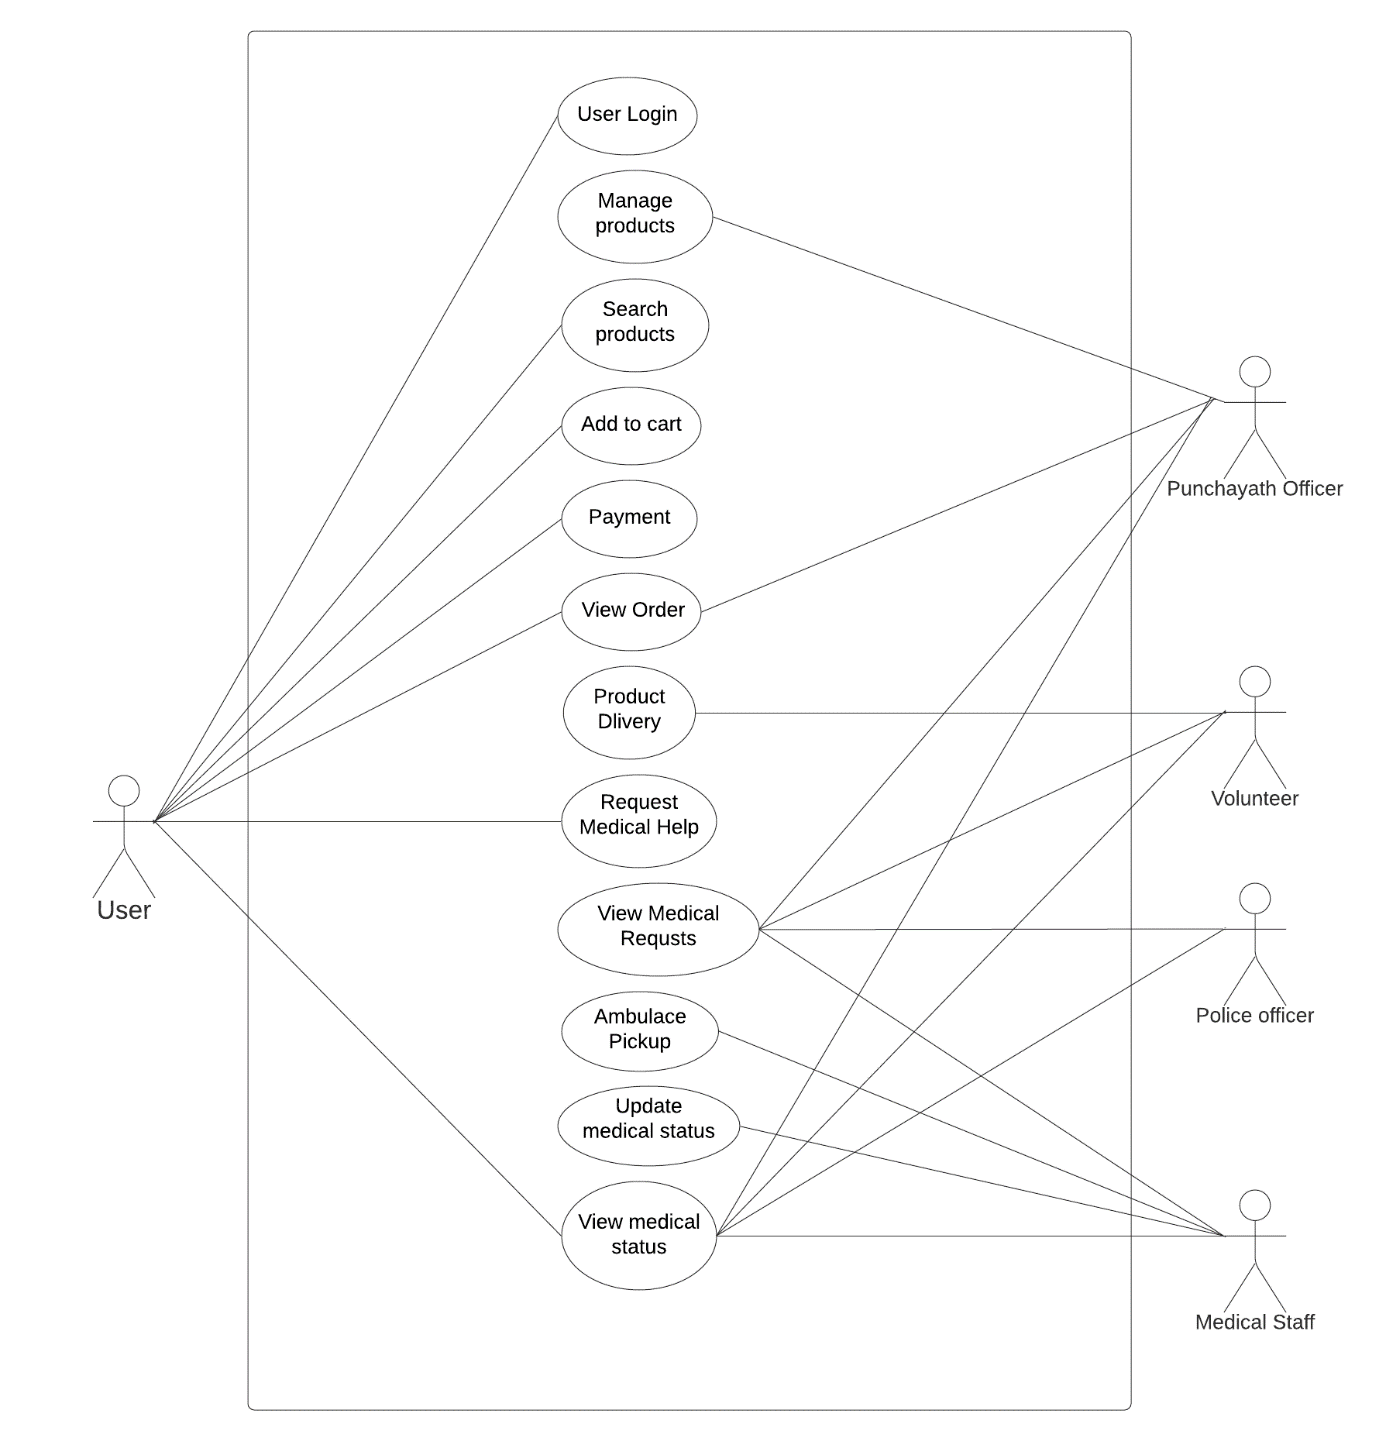 User Login
Manage
products
Search
products
Add to cart
Payment
View Order
Product
Dlivery
Request
Medical Help
View Medical
Requsts
Ambulace
Pickup
Update
medical status
View medical
status
User
Punchayath Officer
Volunteer
Police officer
Medical Staff